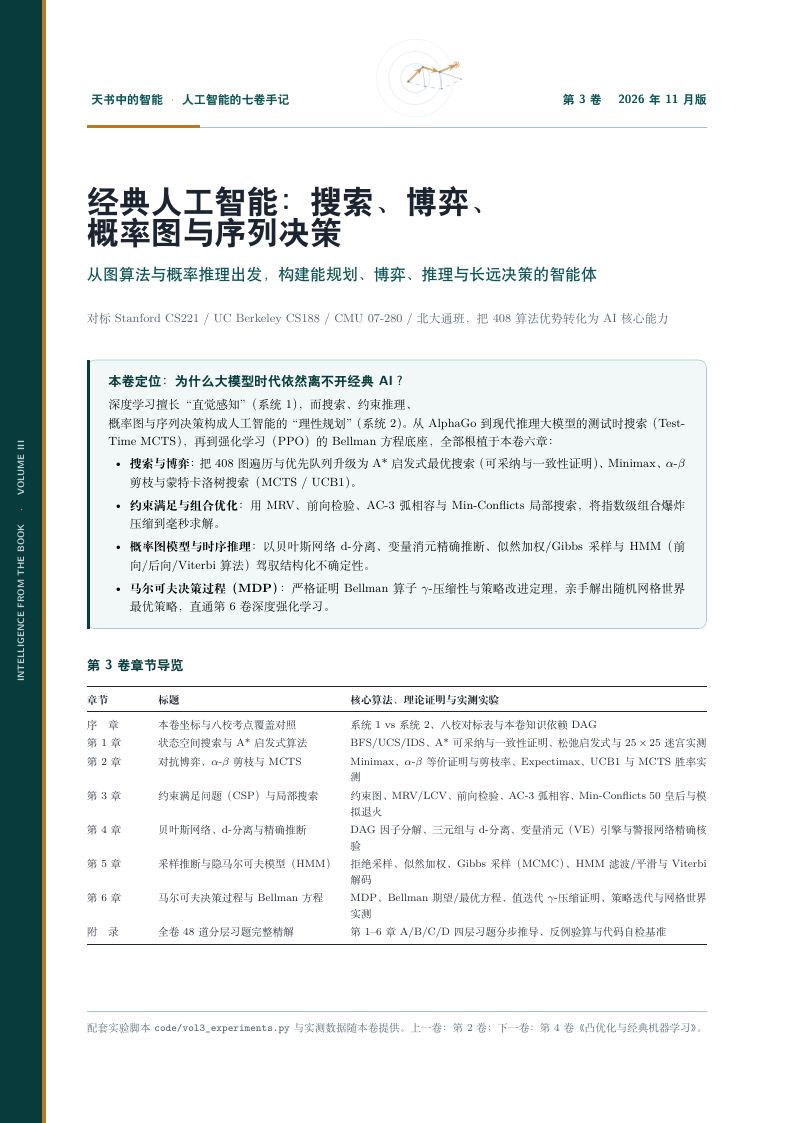 天书中的智能 · 人工智能的七卷手记
第 3 卷 2026 年 11 月版
经典人工智能：搜索、博弈、
概率图与序列决策
从图算法与概率推理出发，构建能规划、博弈、推理与长远决策的智能体
对标 Stanford CS221 / UC Berkeley CS188 / CMU 07-280 / 北大通班，把 408 算法优势转化为 AI 核心能力
本卷定位：为什么大模型时代依然离不开经典 AI？
深度学习擅长“直觉感知”（系统 1），而搜索、约束推理、
概率图与序列决策构成人工智能的“理性规划”（系统 2）。从 AlphaGo 到现代推理大模型的测试时搜索（Test-
Time MCTS），再到强化学习（PPO）的 Bellman 方程底座，全部根植于本卷六章：
• 搜索与博弈：把 408 图遍历与优先队列升级为 A* 启发式最优搜索（可采纳与一致性证明）、Minimax、α-β
剪枝与蒙特卡洛树搜索（MCTS / UCB1）。
• 约束满足与组合优化：用 MRV、前向检验、AC-3 弧相容与 Min-Conflicts 局部搜索，将指数级组合爆炸
压缩到毫秒求解。
• 概率图模型与时序推理：以贝叶斯网络 d-分离、变量消元精确推断、似然加权/Gibbs 采样与 HMM（前
向/后向/Viterbi 算法）驾驭结构化不确定性。
• 马尔可夫决策过程（MDP）：严格证明 Bellman 算子 γ-压缩性与策略改进定理，亲手解出随机网格世界
最优策略，直通第 6 卷深度强化学习。
第 3 卷章节导览
章节 标题 核心算法、理论证明与实测实验
序 章 本卷坐标与八校考点覆盖对照 系统 1 vs 系统 2、八校对标表与本卷知识依赖 DAG
第 1 章 状态空间搜索与 A* 启发式算法 BFS/UCS/IDS、A* 可采纳与一致性证明、松弛启发式与 25 × 25 迷宫实测
第 2 章 对抗博弈、α-β 剪枝与 MCTS Minimax、α-β 等价证明与剪枝率、Expectimax、UCB1 与 MCTS 胜率实
测
第 3 章 约束满足问题（CSP）与局部搜索 约束图、MRV/LCV、前向检验、AC-3 弧相容、Min-Conflicts 50 皇后与模
拟退火
第 4 章 贝叶斯网络、d-分离与精确推断 DAG 因子分解、三元组与 d-分离、变量消元（VE）引擎与警报网络精确核
验
第 5 章 采样推断与隐马尔可夫模型（HMM） 拒绝采样、似然加权、Gibbs 采样（MCMC）、HMM 滤波/平滑与 Viterbi
解码
第 6 章 马尔可夫决策过程与 Bellman 方程 MDP、Bellman 期望/最优方程、值迭代 γ-压缩证明、策略迭代与网格世界
实测
附 录 全卷 48 道分层习题完整精解 第 1–6 章 A/B/C/D 四层习题分步推导、反例验算与代码自检基准
配套实验脚本 code/vol3_experiments.py 与实测数据随本卷提供。上一卷：第 2 卷；下一卷：第 4 卷《凸优化与经典机器学习》。
INTELLIGENCE FROM THE BOOK · VOLUME III